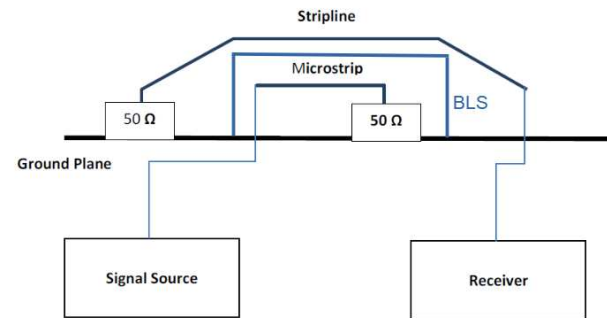 Stripline
Microstrip
BLS
50 Ω
50 Ω
Ground Plane
Signal Source
Receiver